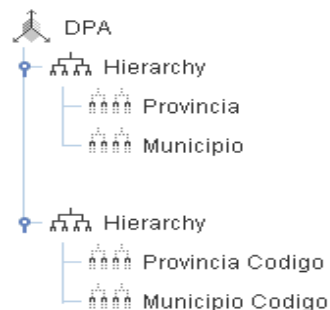 DPA
Hierarchy
Provincia
Municipio
Hierarchy
Provincia Codigo
Municipio Codigo